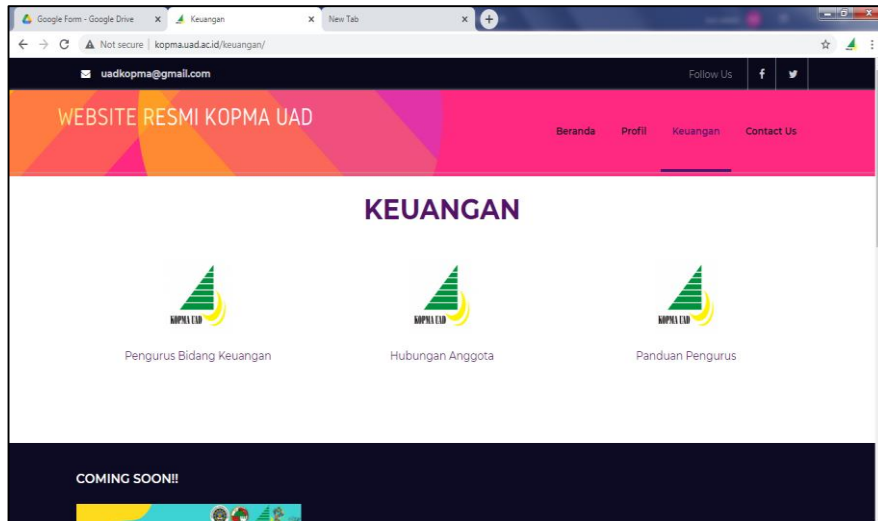 Google Form - Google Drive
Keuangan
New Tab
Not secure | kopma.uad.ac.id/keuangan/
uadkopma@gmail.com
Follow Us
WEBSITE RESMI KOPMA UAD
Beranda Profil Keuangan Contact Us
KEUANGAN
KOPMA UAD
KOPMA UAD
KOPMA UAD
Pengurus Bidang Keuangan
Hubungan Anggota
Panduan Pengurus
COMING SOON!!